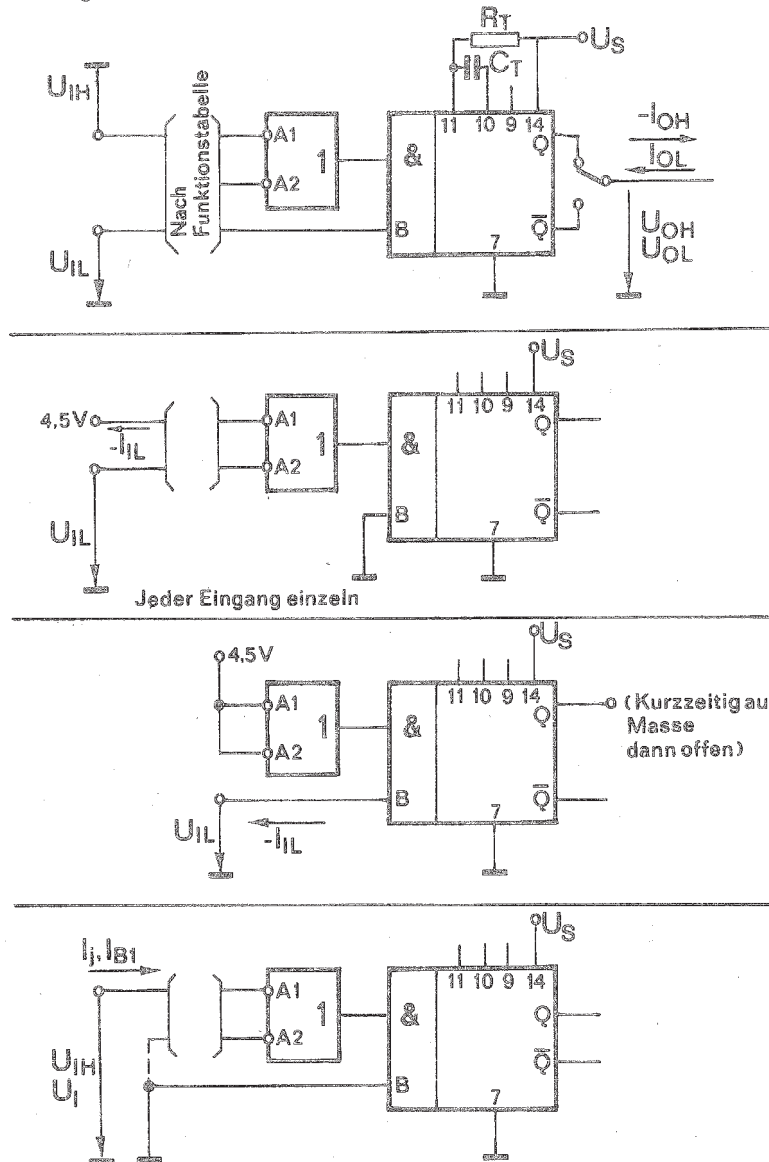 R_T
U_S
C_T
U_IH
Nach
Funktionstabelle
A1
A2
1
&
B
11 10 9 14
Q
Q̅
7
-I_OH
I_OL
U_OH
U_OL
U_IL
U_S
4,5V
-I_IL
A1
A2
1
&
B
11 10 9 14
Q
Q̅
7
U_IL
Jeder Eingang einzeln
U_S
4,5V
A1
A2
1
&
B
11 10 9 14
Q
Q̅
7
(Kurzzeitig au
Masse
dann offen)
U_IL
-I_IL
U_S
I_j, I_B1
A1
A2
1
&
B
11 10 9 14
Q
Q̅
7
U_IH
U_I